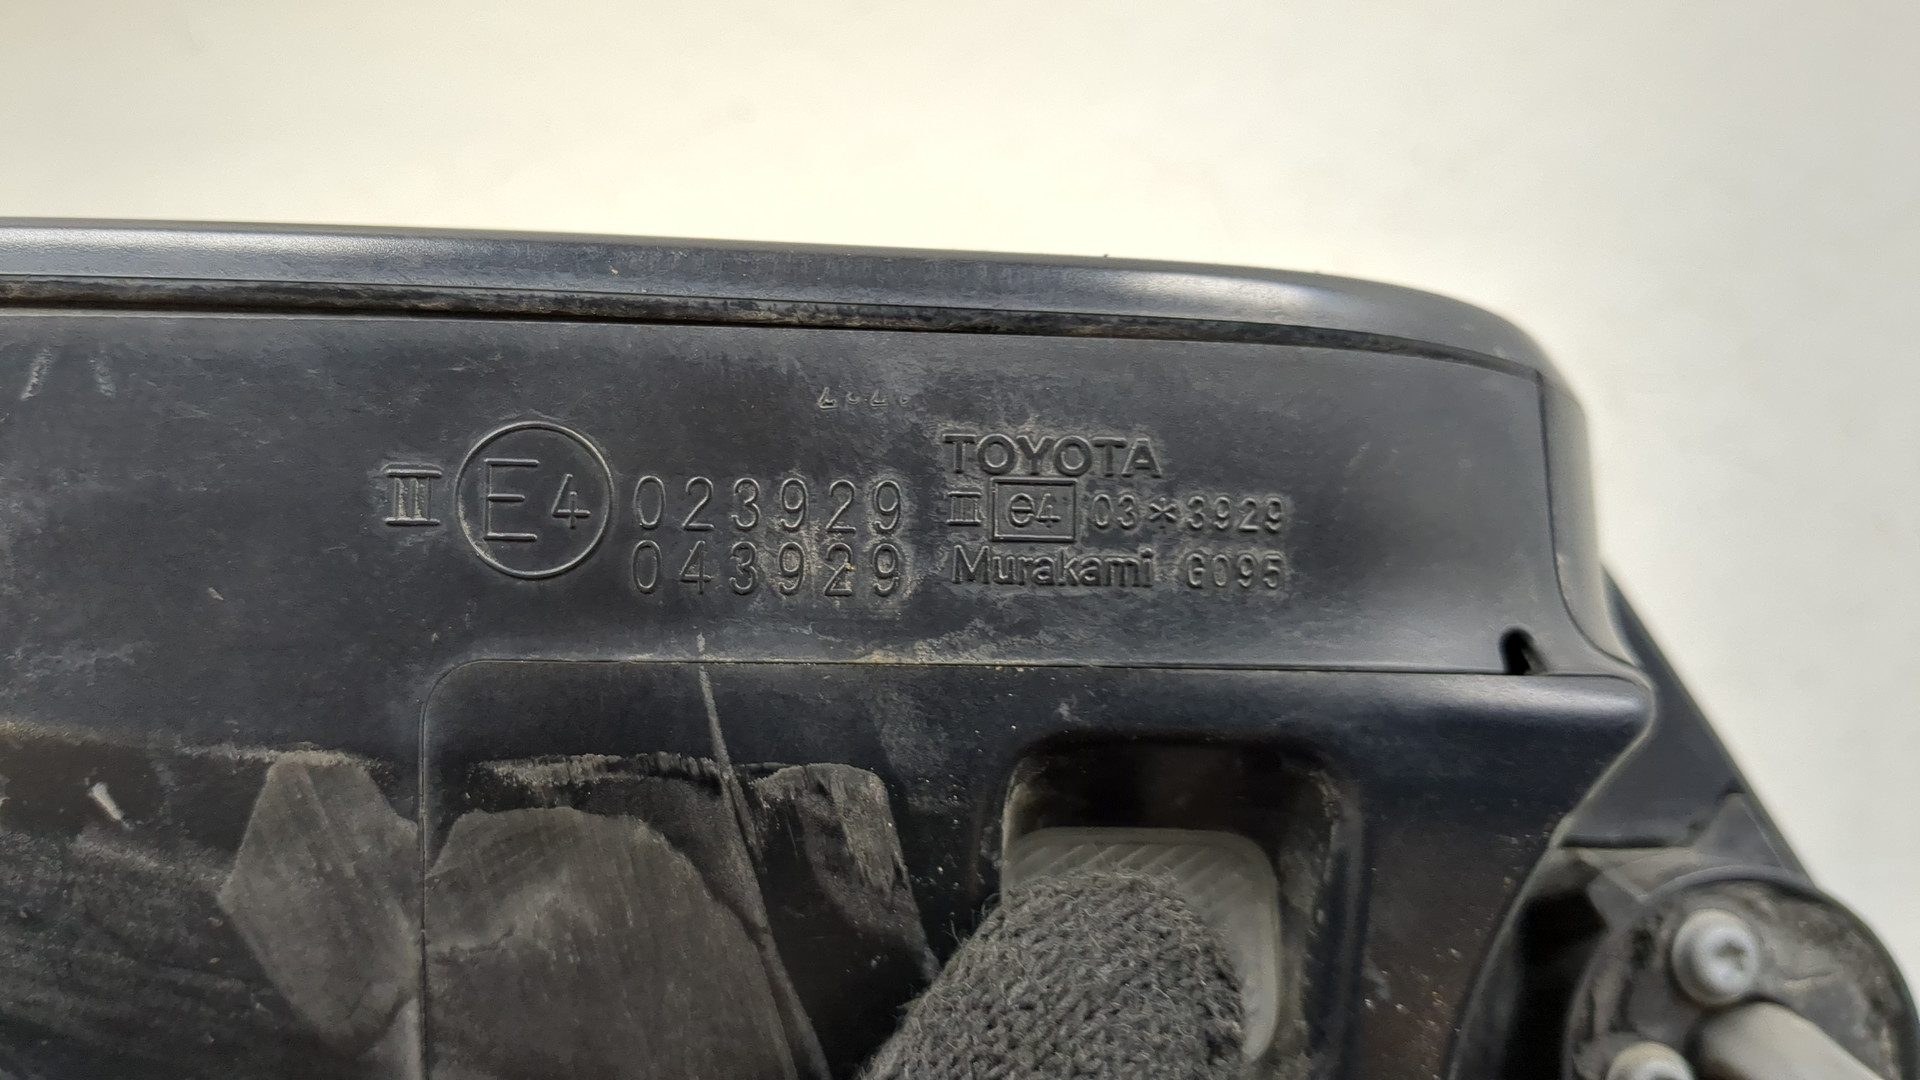 TOYOTA
III E4 023929
043929
III e4 03*3929
Murakami G095